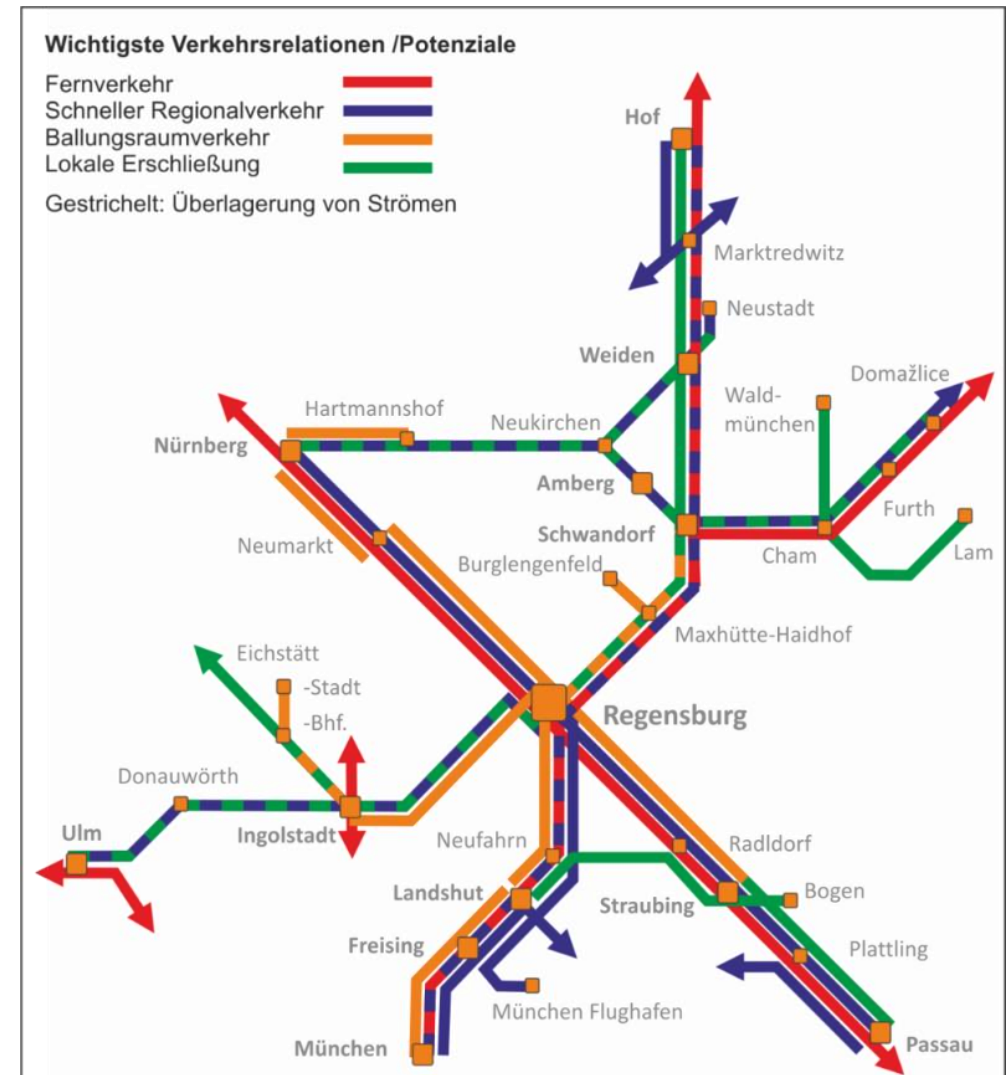 Wichtigste Verkehrsrelationen /Potenziale
Fernverkehr
Schneller Regionalverkehr
Ballungsraumverkehr
Lokale Erschließung
Gestrichelt: Überlagerung von Strömen
Hof
Marktredwitz
Neustadt
Weiden
Domažlice
Wald-
münchen
Hartmannshof
Neukirchen
Nürnberg
Amberg
Furth
Schwandorf
Neumarkt
Cham
Lam
Burglengenfeld
Maxhütte-Haidhof
Eichstätt
-Stadt
-Bhf.
Regensburg
Donauwörth
Ulm
Ingolstadt
Neufahrn
Radldorf
Landshut
Straubing
Bogen
Freising
Plattling
München Flughafen
München
Passau